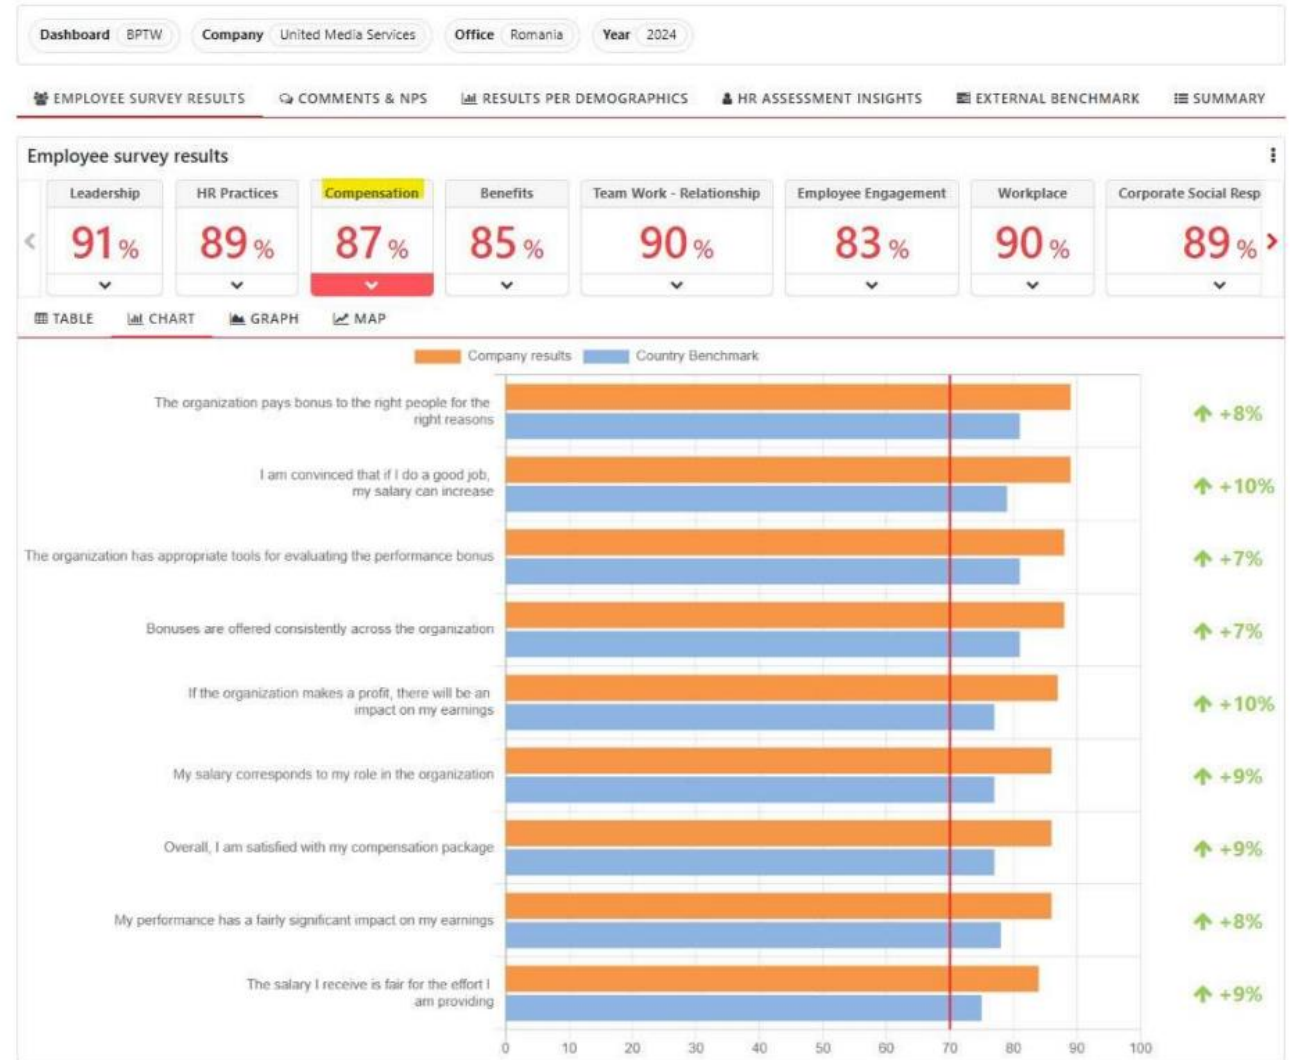 Dashboard BPTW Company United Media Services Office Romania Year 2024
EMPLOYEE SURVEY RESULTS COMMENTS & NPS RESULTS PER DEMOGRAPHICS HR ASSESSMENT INSIGHTS EXTERNAL BENCHMARK SUMMARY
Employee survey results
Leadership HR Practices Compensation Benefits Team Work - Relationship Employee Engagement Workplace Corporate Social Resp
91% 89% 87% 85% 90% 83% 90% 89%
TABLE CHART GRAPH MAP
Company results Country Benchmark
The organization pays bonus to the right people for the
right reasons
+8%
I am convinced that if I do a good job,
my salary can increase
+10%
The organization has appropriate tools for evaluating the performance bonus
+7%
Bonuses are offered consistently across the organization
+7%
If the organization makes a profit, there will be an
impact on my earnings
+10%
My salary corresponds to my role in the organization
+9%
Overall, I am satisfied with my compensation package
+9%
My performance has a fairly significant impact on my earnings
+8%
The salary I receive is fair for the effort I
am providing
+9%
0 10 20 30 40 50 60 70 80 90 100